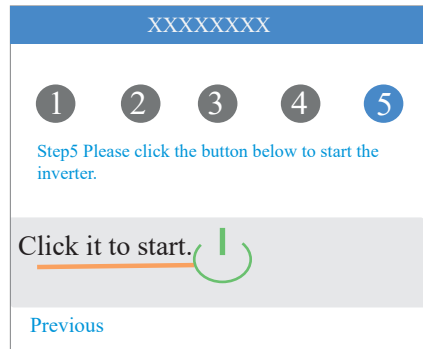 XXXXXXXX
1 2 3 4 5
Step5 Please click the button below to start the
inverter.
Click it to start.
Previous